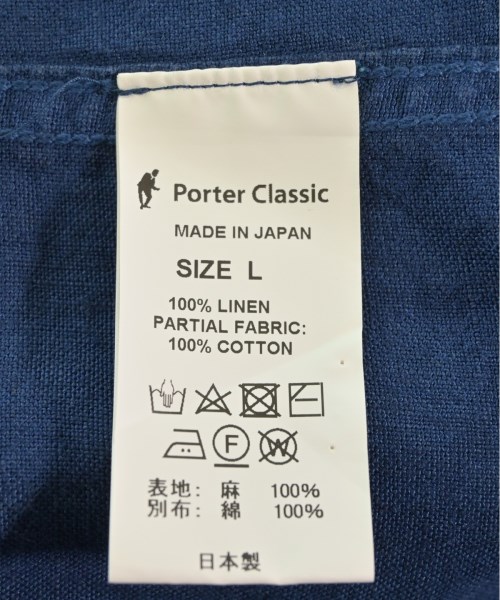 Porter Classic
MADE IN JAPAN
SIZE L
100% LINEN
PARTIAL FABRIC:
100% COTTON
F W
表地: 麻 100%
別布: 綿 100%
日本製